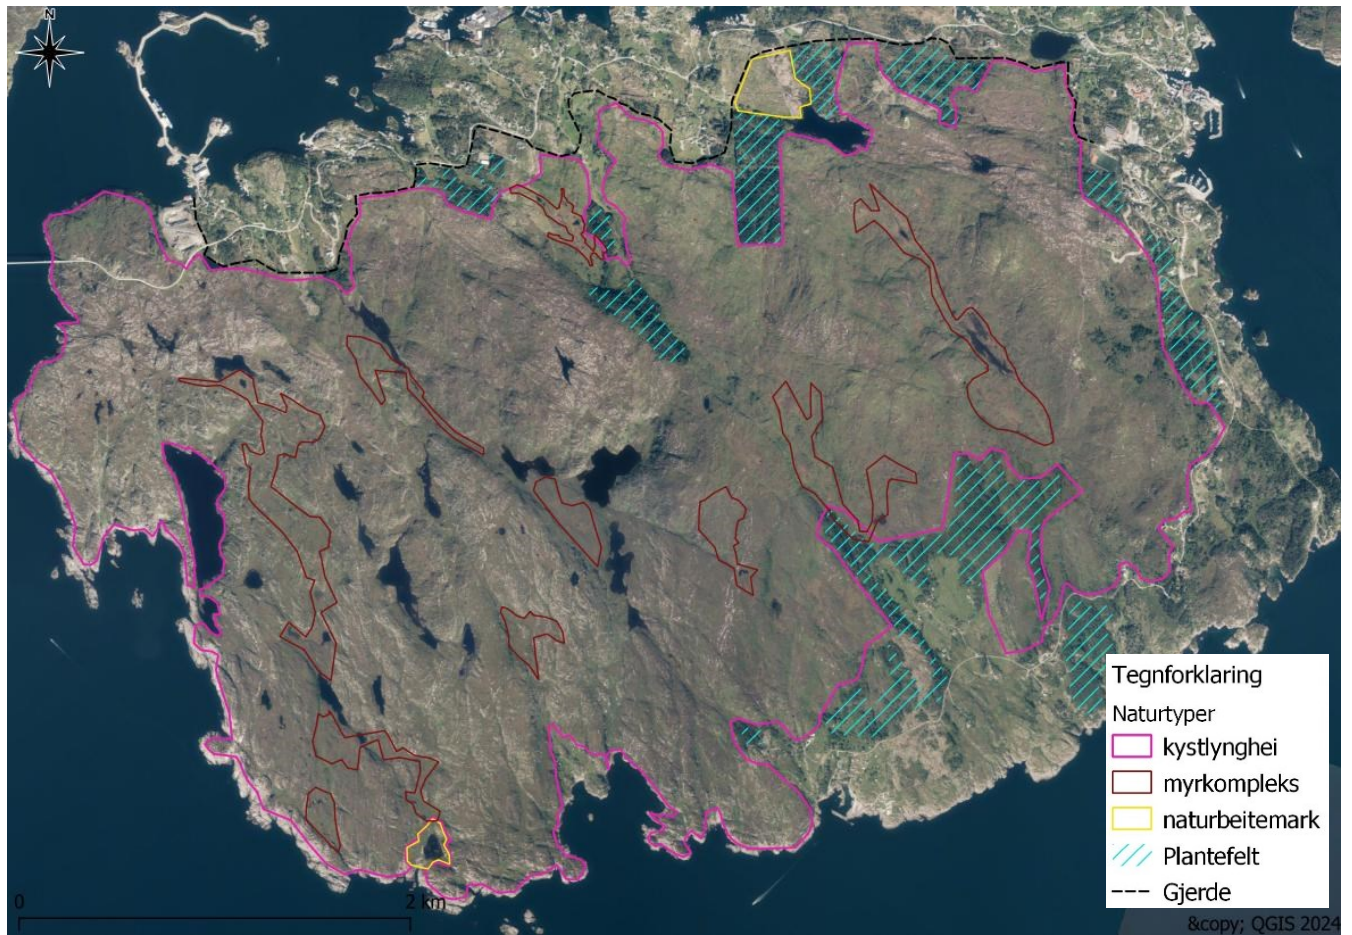 N
Tegnforklaring
Naturtyper
kystlynghei
myrkompleks
naturbeitemark
Plantefelt
Gjerde
0 2 km
&copy; QGIS 2024